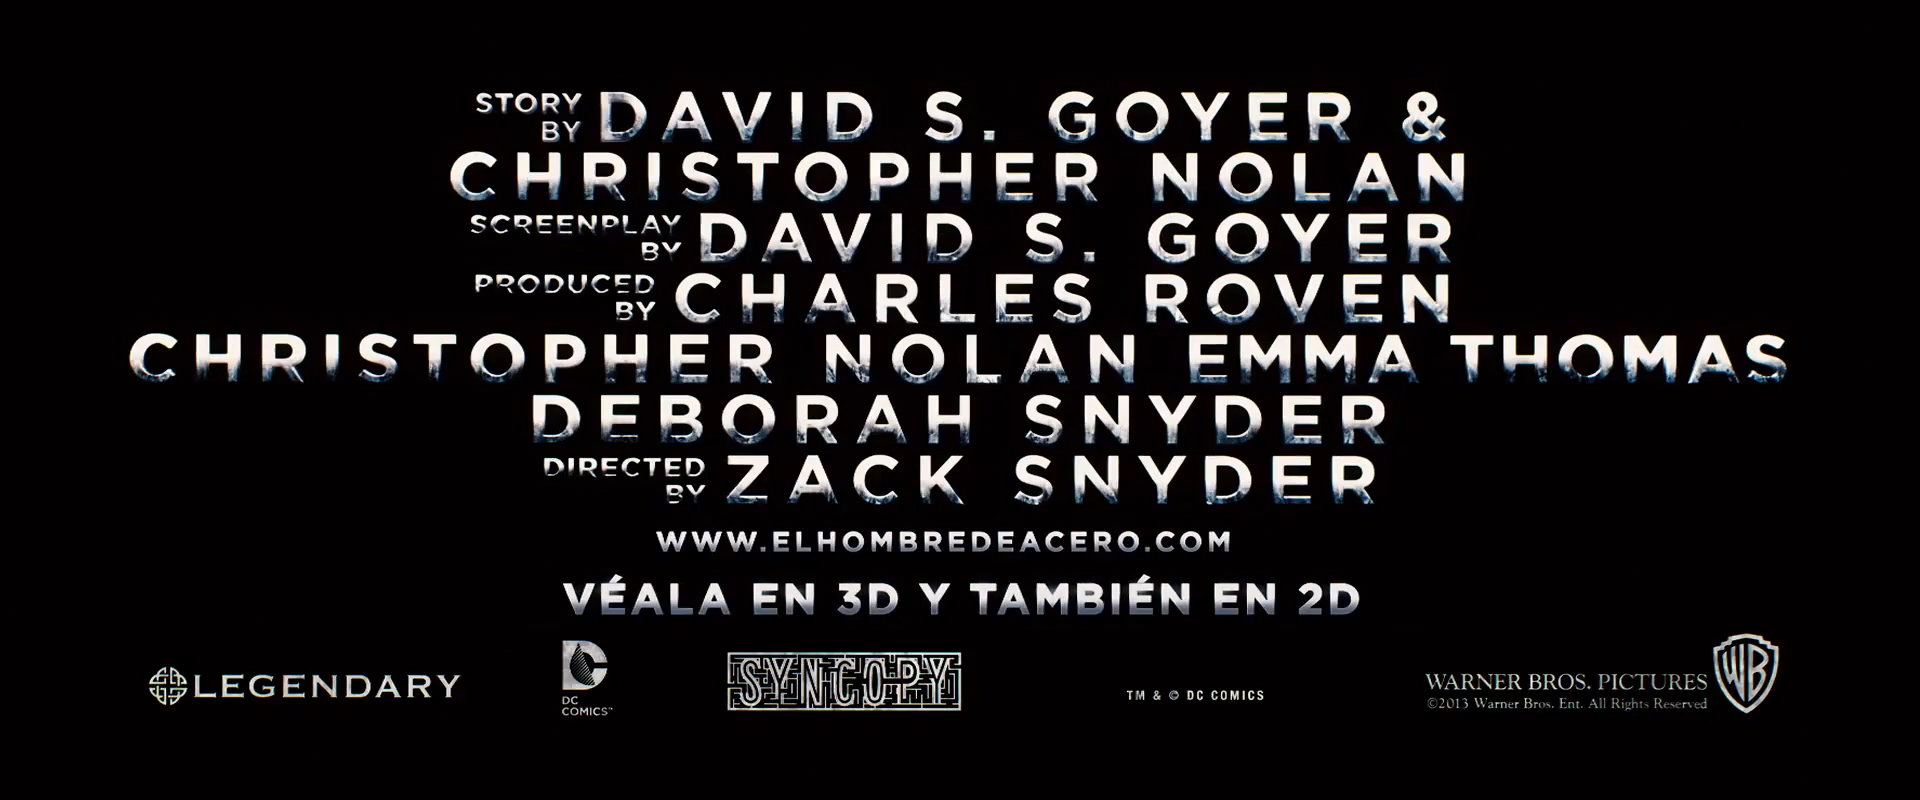 STORY BY DAVID S. GOYER &
CHRISTOPHER NOLAN
SCREENPLAY BY DAVID S. GOYER
PRODUCED BY CHARLES ROVEN
CHRISTOPHER NOLAN EMMA THOMAS
DEBORAH SNYDER
DIRECTED BY ZACK SNYDER
WWW.ELHOMBREDEACERO.COM
VÉALA EN 3D Y TAMBIÉN EN 2D
LEGENDARY
DC
DC
COMICS™
SYNCOPY
TM & © DC COMICS
WARNER BROS. PICTURES
©2013 Warner Bros. Ent. All Rights Reserved
WB